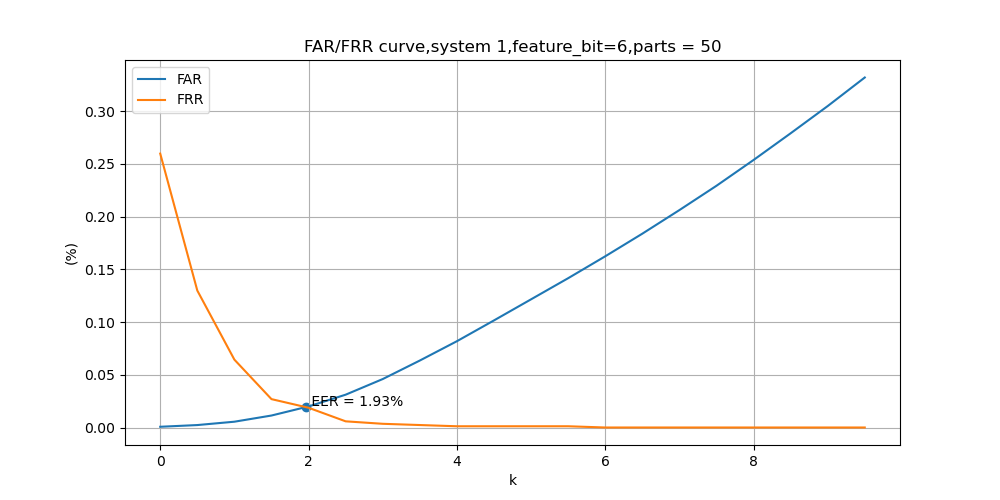 FAR/FRR curve,system 1,feature_bit=6,parts = 50
FAR
FRR
0.30
0.25
0.20
0.15
0.10
0.05
0.00
(%)
EER = 1.93%
0 2 4 6 8
k